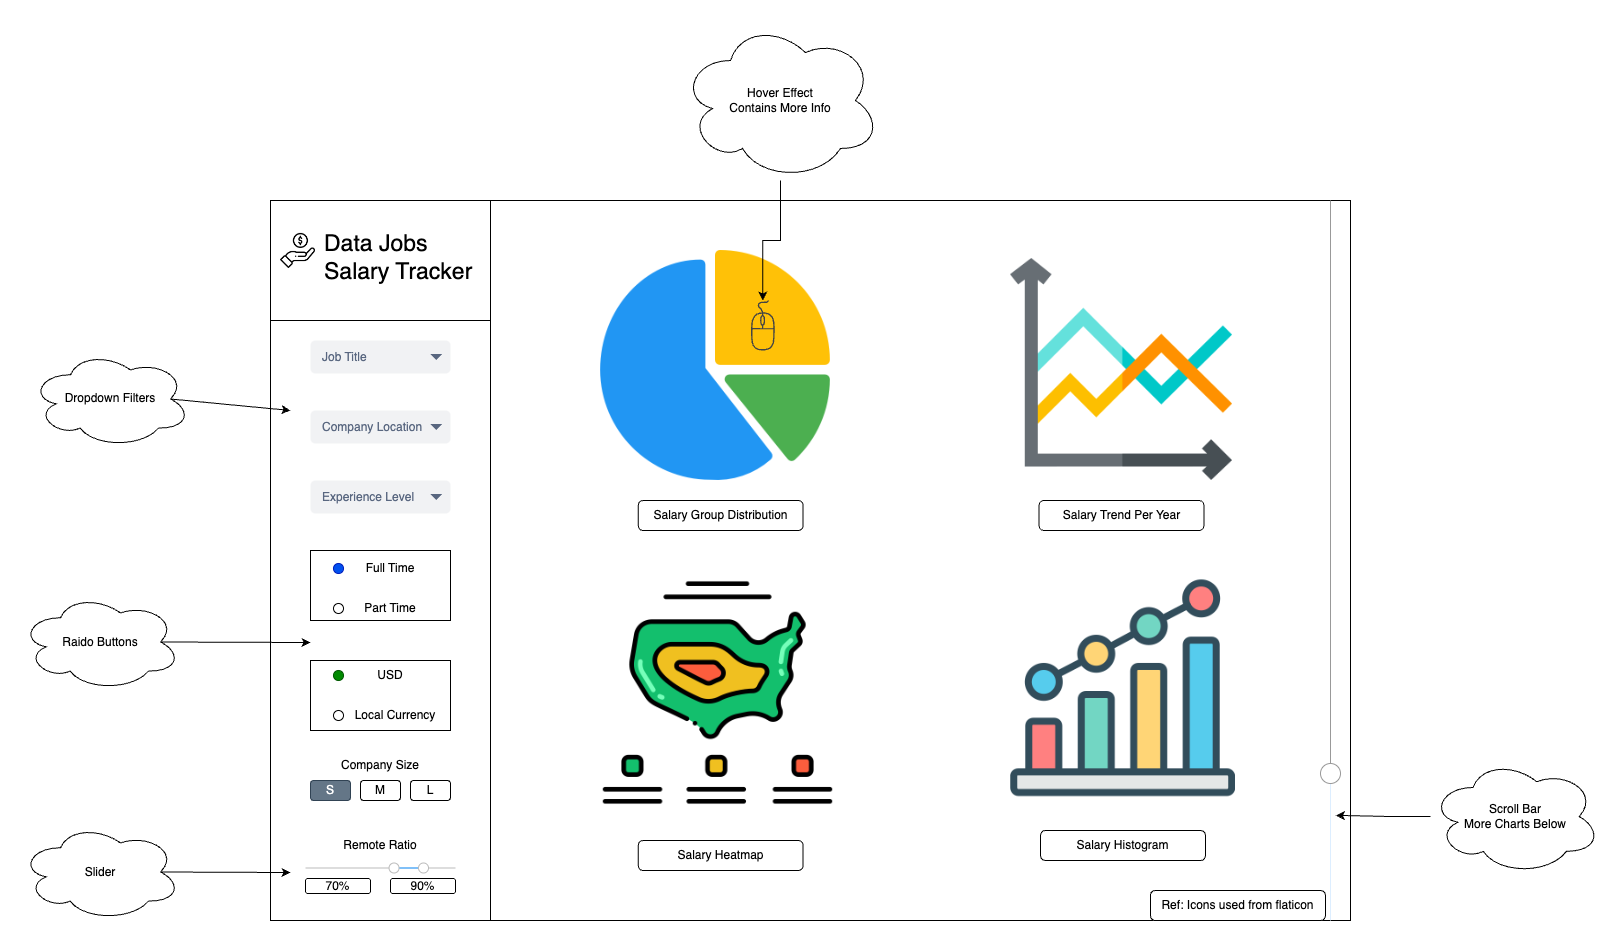 Hover Effect
Contains More Info
Data Jobs
Salary Tracker
$
Job Title
Dropdown Filters
Company Location
Experience Level
Salary Group Distribution
Salary Trend Per Year
Full Time
Part Time
Raido Buttons
USD
Local Currency
Company Size
S M L
Scroll Bar
More Charts Below
Remote Ratio
Salary Heatmap
Salary Histogram
Slider
70% 90%
Ref: Icons used from flaticon